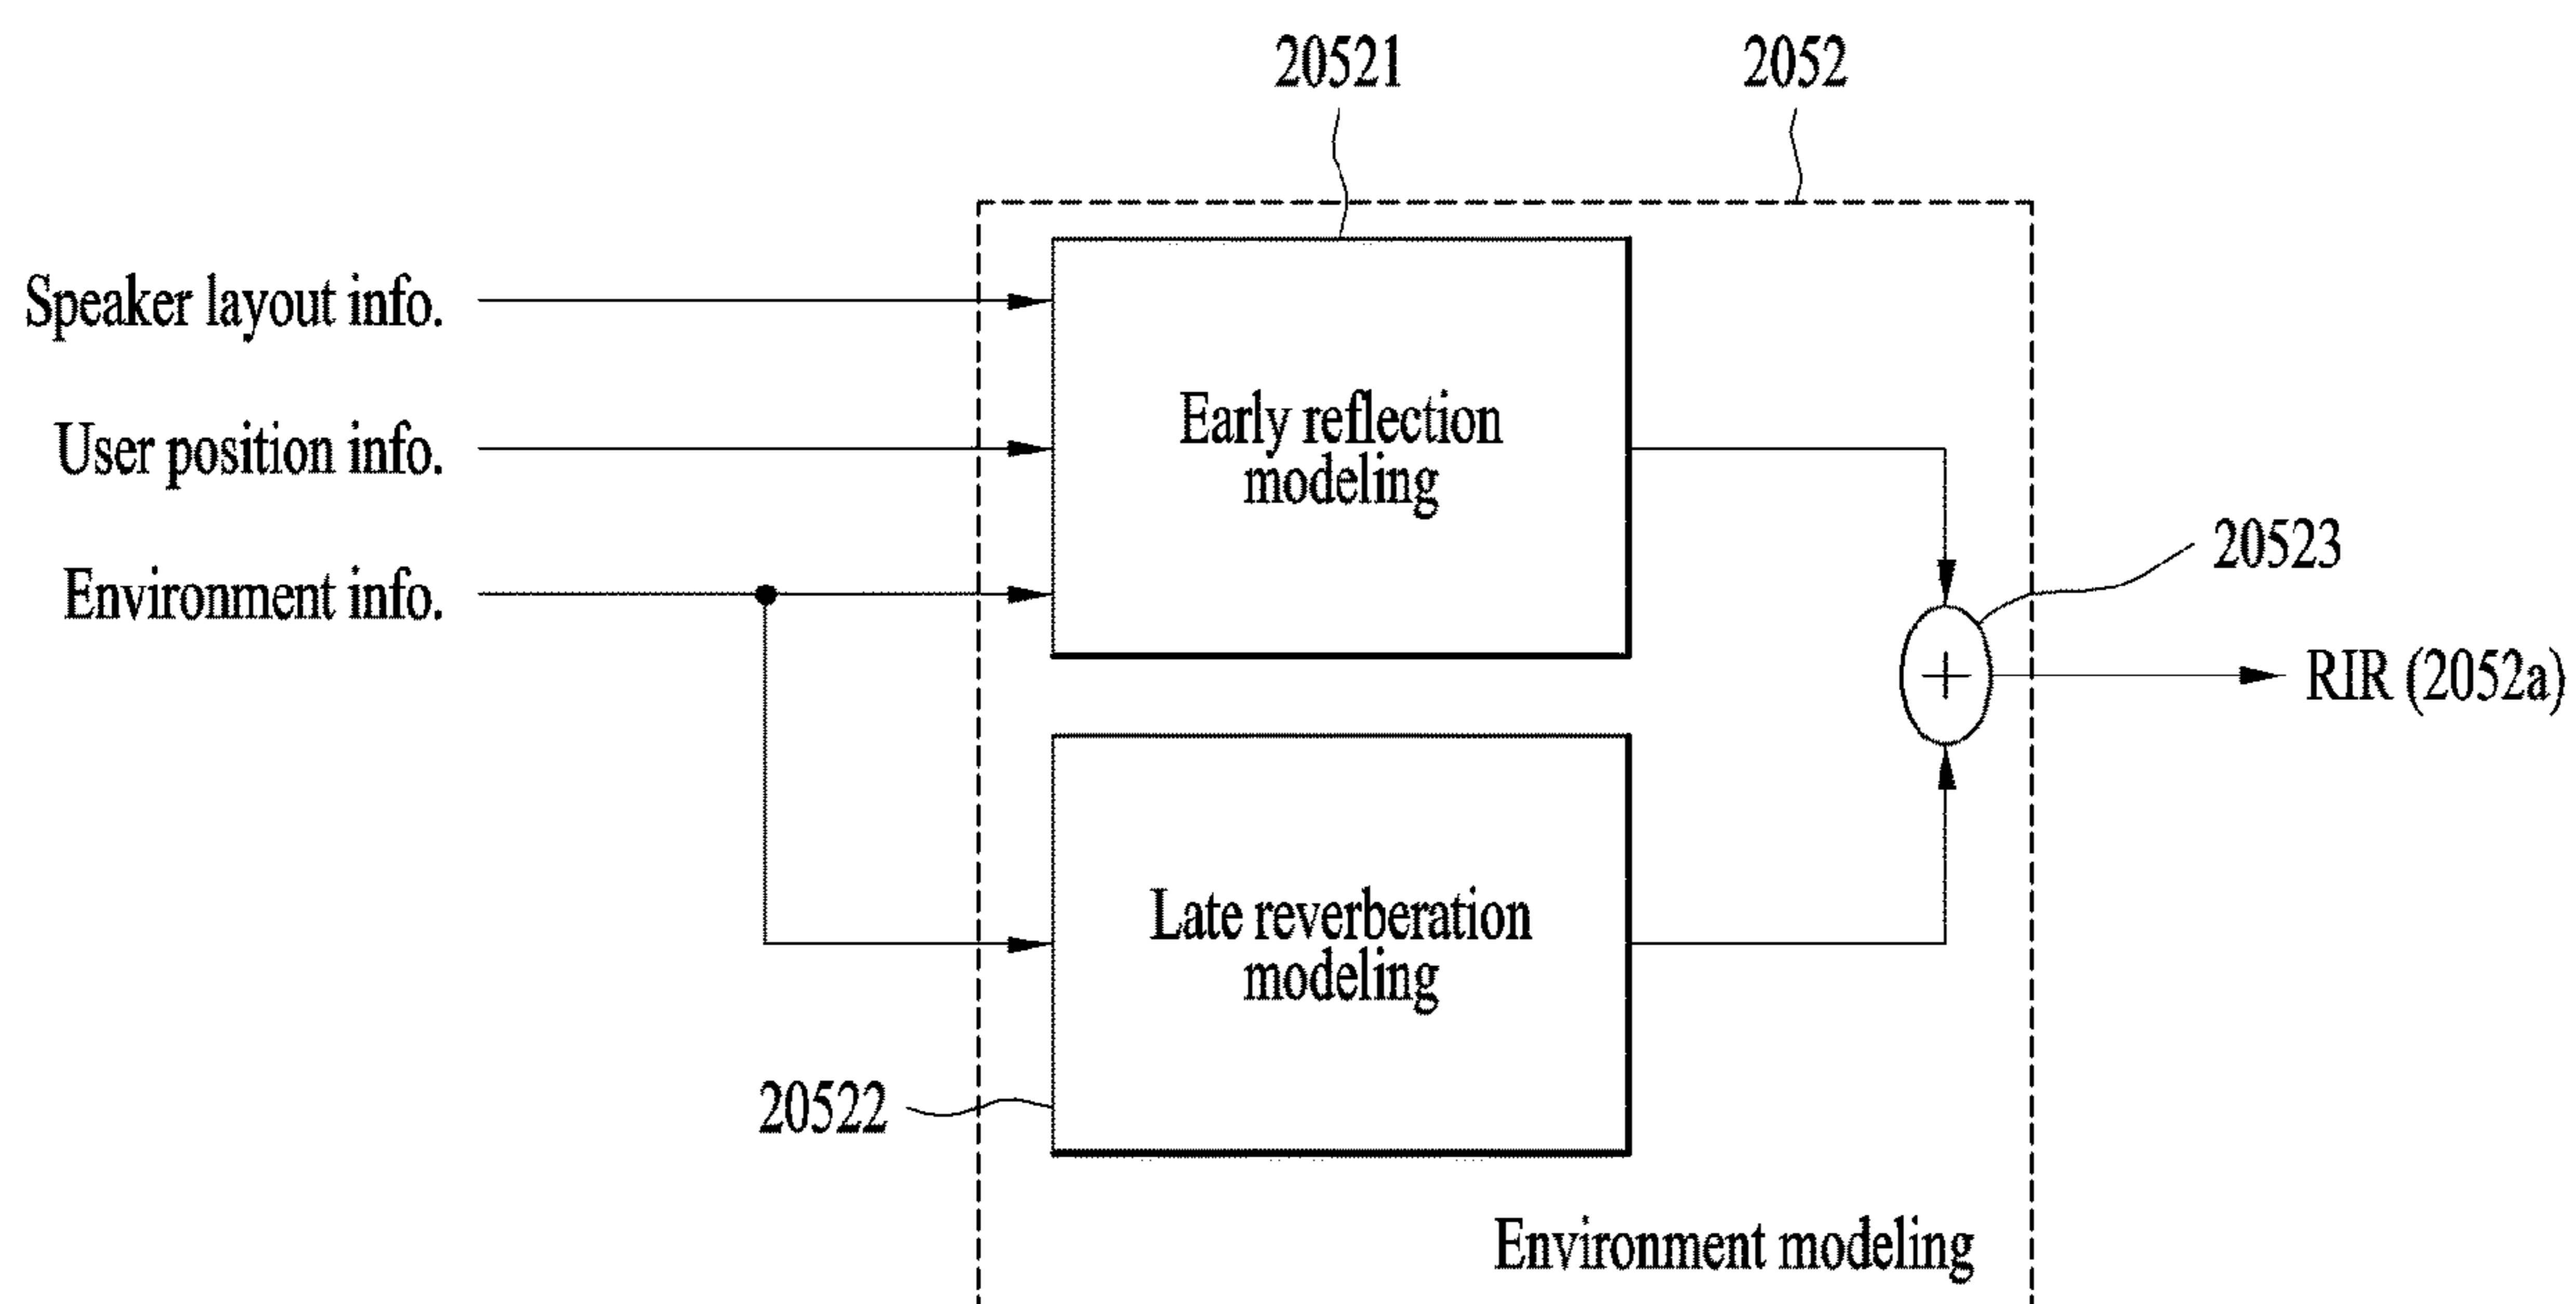 20521
2052
Speaker layout info.
User position info.
Environment info.
Early reflection
modeling
20523
+
RIR (2052a)
Late reverberation
modeling
20522
Environment modeling